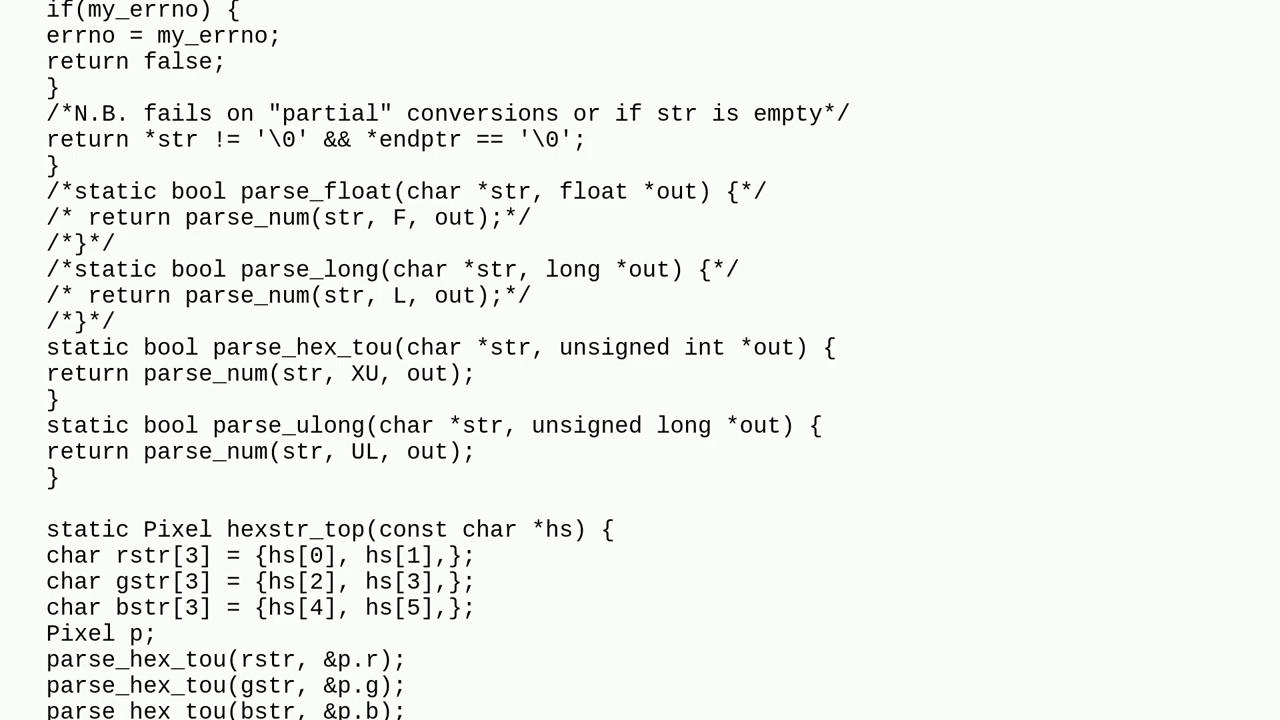 if(my_errno) {
errno = my_errno;
return false;
}
/*N.B. fails on "partial" conversions or if str is empty*/
return *str != '\0' && *endptr == '\0';
}
/*static bool parse_float(char *str, float *out) {*/
/* return parse_num(str, F, out);*/
/*}*/
/*static bool parse_long(char *str, long *out) {*/
/* return parse_num(str, L, out);*/
/*}*/
static bool parse_hex_tou(char *str, unsigned int *out) {
return parse_num(str, XU, out);
}
static bool parse_ulong(char *str, unsigned long *out) {
return parse_num(str, UL, out);
}

static Pixel hexstr_top(const char *hs) {
char rstr[3] = {hs[0], hs[1],};
char gstr[3] = {hs[2], hs[3],};
char bstr[3] = {hs[4], hs[5],};
Pixel p;
parse_hex_tou(rstr, &p.r);
parse_hex_tou(gstr, &p.g);
parse_hex_tou(bstr, &p.b);